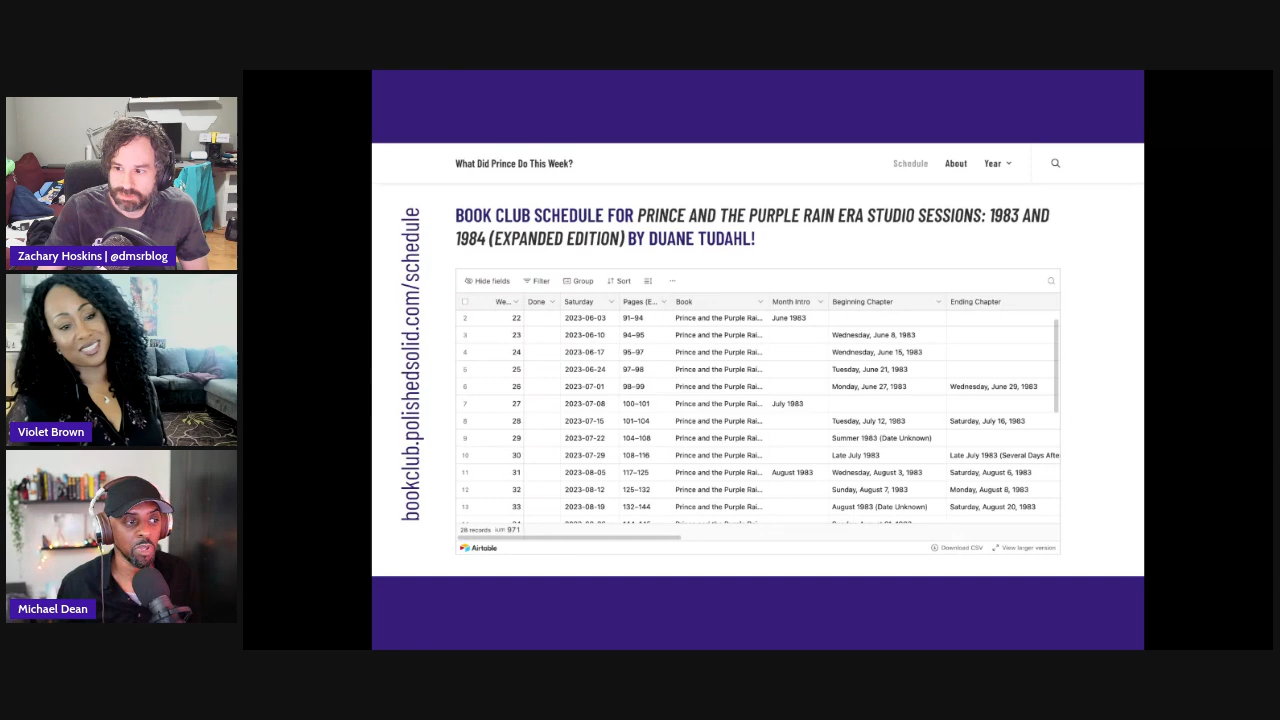 Zachary Hoskins | @dmsrblog
Violet Brown
Michael Dean
bookclub.polishedsolid.com/schedule
What Did Prince Do This Week?
Schedule About Year
BOOK CLUB SCHEDULE FOR PRINCE AND THE PURPLE RAIN ERA STUDIO SESSIONS: 1983 AND
1984 (EXPANDED EDITION) BY DUANE TUDAHL!
Hide fields Filter Group Sort ...
We... Done Saturday Pages (E... Book Month Intro Beginning Chapter Ending Chapter
2 22 2023-06-03 91–94 Prince and the Purple Rai... June 1983
3 23 2023-06-10 94–95 Prince and the Purple Rai... Wednesday, June 8, 1983
4 24 2023-06-17 95–97 Prince and the Purple Rai... Wendnesday, June 15, 1983
5 25 2023-06-24 97–98 Prince and the Purple Rai... Tuesday, June 21, 1983
6 26 2023-07-01 98–99 Prince and the Purple Rai... Monday, June 27, 1983 Wednesday, June 29, 1983
7 27 2023-07-08 100–101 Prince and the Purple Rai... July 1983
8 28 2023-07-15 101–104 Prince and the Purple Rai... Tuesday, July 12, 1983 Saturday, July 16, 1983
9 29 2023-07-22 104–108 Prince and the Purple Rai... Summer 1983 (Date Unknown)
10 30 2023-07-29 108–116 Prince and the Purple Rai... Late July 1983 Late July 1983 (Several Days Afte
11 31 2023-08-05 117–125 Prince and the Purple Rai... August 1983 Wednesday, August 3, 1983 Saturday, August 6, 1983
12 32 2023-08-12 125–132 Prince and the Purple Rai... Sunday, August 7, 1983 Monday, August 8, 1983
13 33 2023-08-19 132–144 Prince and the Purple Rai... August 1983 (Date Unknown) Saturday, August 20, 1983
28 records 971
Airtable Download CSV View larger version